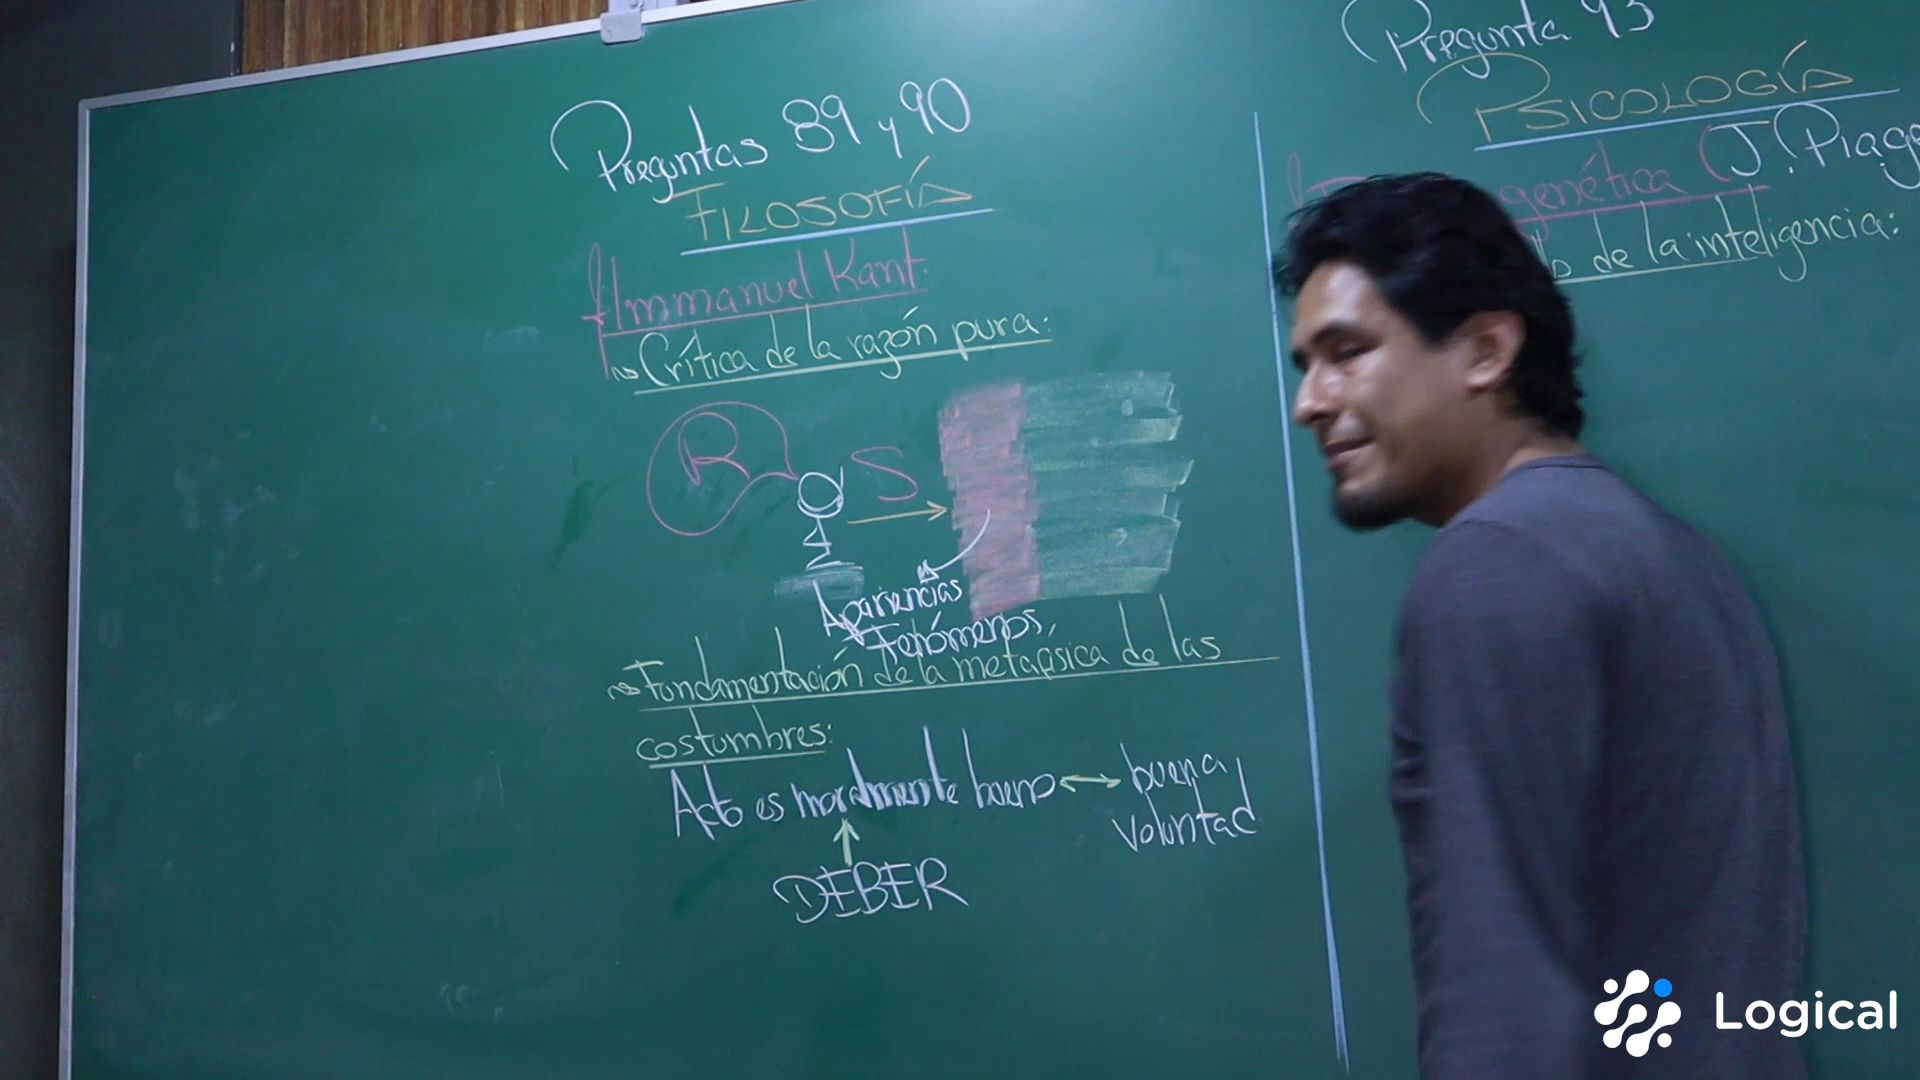 Preguntas 89 y 90
FILOSOFÍA
Immanuel Kant:
Crítica de la razón pura:
R
S
Apariencias
Fenómenos,
Fundamentación de la metafísica de las
costumbres:
Acto es moralmente bueno ↔ buena
voluntad
DEBER
Pregunta 93
PSICOLOGÍA
genética (J. Piage
de la inteligencia:
Logical